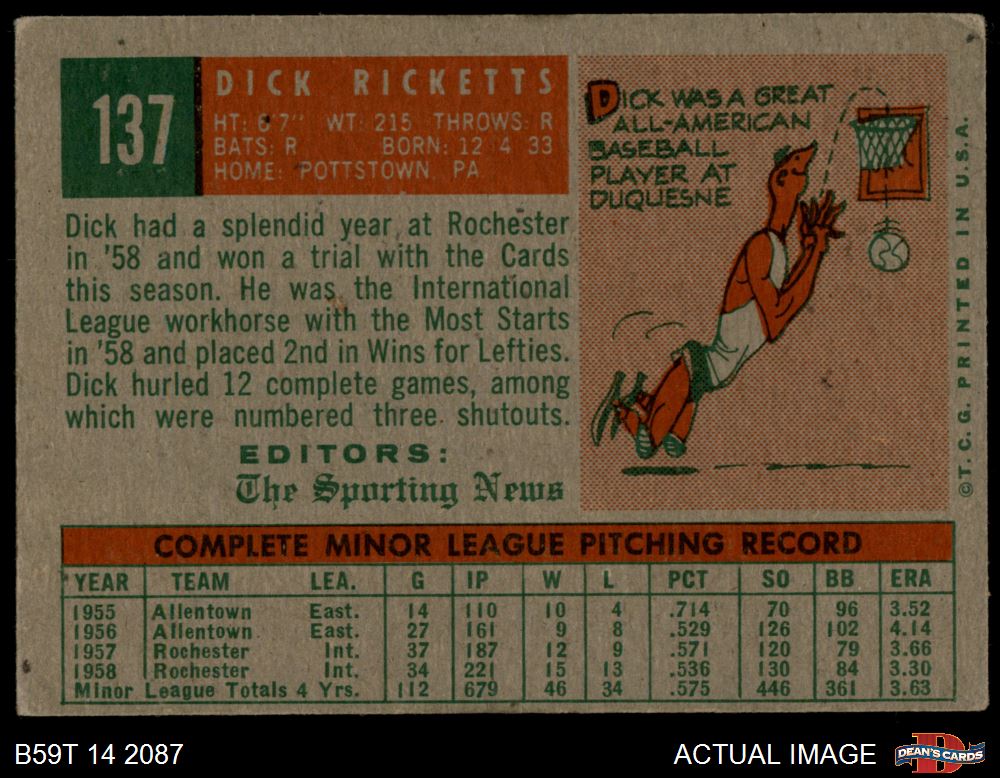 137
DICK RICKETTS
HT: 6'7" WT: 215 THROWS: R
BATS: R BORN: 12 4 33
HOME: POTTSTOWN, PA.
DICK WAS A GREAT
ALL-AMERICAN
BASEBALL
PLAYER AT
DUQUESNE
Dick had a splendid year at Rochester
in '58 and won a trial with the Cards
this season. He was the International
League workhorse with the Most Starts
in '58 and placed 2nd in Wins for Lefties.
Dick hurled 12 complete games, among
which were numbered three shutouts.
EDITORS:
The Sporting News
©T.C.G. PRINTED IN U.S.A.
COMPLETE MINOR LEAGUE PITCHING RECORD
YEAR TEAM LEA. G IP W L PCT SO BB ERA
1955 Allentown East. 14 110 10 4 .714 70 96 3.52
1956 Allentown East. 27 161 9 8 .529 126 102 4.14
1957 Rochester Int. 37 187 12 9 .571 120 79 3.66
1958 Rochester Int. 34 221 15 13 .536 130 84 3.30
Minor League Totals 4 Yrs. 112 679 46 34 .575 446 361 3.63
B59T 14 2087
ACTUAL IMAGE
DEAN'S CARDS